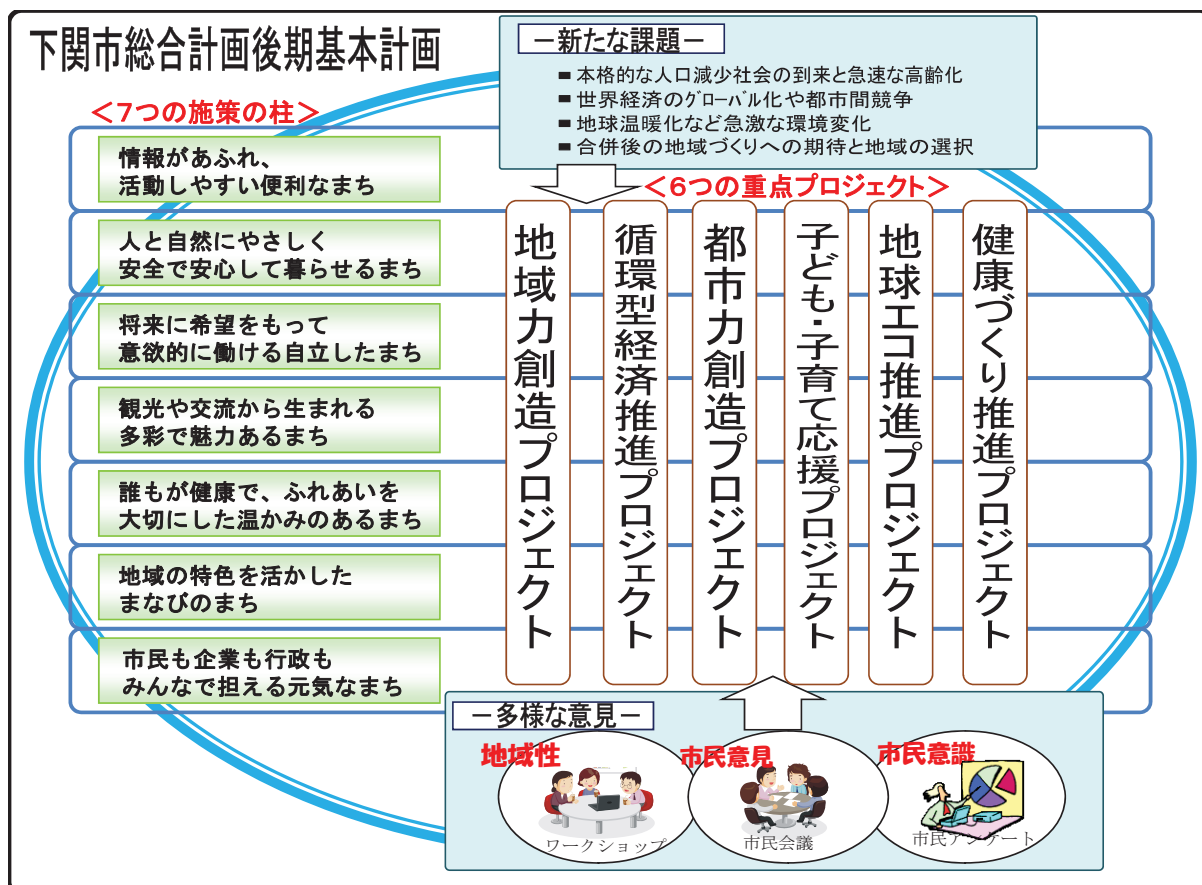 下関市総合計画後期基本計画
－新たな課題－
■ 本格的な人口減少社会の到来と急速な高齢化
■ 世界経済のグローバル化や都市間競争
■ 地球温暖化など急激な環境変化
■ 合併後の地域づくりへの期待と地域の選択
＜７つの施策の柱＞
情報があふれ、
活動しやすい便利なまち
人と自然にやさしく
安全で安心して暮らせるまち
将来に希望をもって
意欲的に働ける自立したまち
観光や交流から生まれる
多彩で魅力あるまち
誰もが健康で、ふれあいを
大切にした温かみのあるまち
地域の特色を活かした
まなびのまち
市民も企業も行政も
みんなで担える元気なまち
＜６つの重点プロジェクト＞
地域力創造プロジェクト
循環型経済推進プロジェクト
都市力創造プロジェクト
子ども・子育て応援プロジェクト
地球エコ推進プロジェクト
健康づくり推進プロジェクト
－多様な意見－
地域性
ワークショップ
市民意見
市民会議
市民意識
市民アンケート